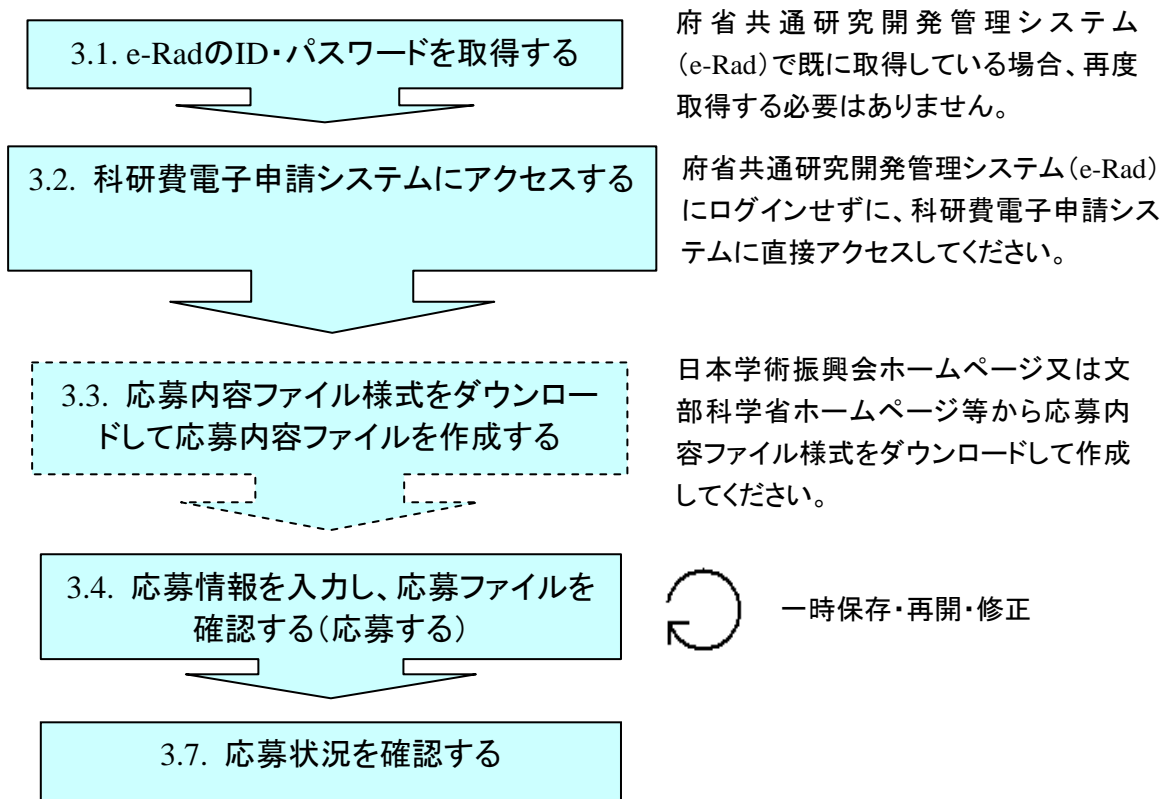 3.1. e-RadのID・パスワードを取得する
府省共通研究開発管理システム
（e-Rad）で既に取得している場合、再度
取得する必要はありません。
3.2. 科研費電子申請システムにアクセスする
府省共通研究開発管理システム（e-Rad）
にログインせずに、科研費電子申請シス
テムに直接アクセスしてください。
3.3. 応募内容ファイル様式をダウンロー
ドして応募内容ファイルを作成する
日本学術振興会ホームページ又は文
部科学省ホームページ等から応募内
容ファイル様式をダウンロードして作成
してください。
3.4. 応募情報を入力し、応募ファイルを
確認する（応募する）
一時保存・再開・修正
3.7. 応募状況を確認する